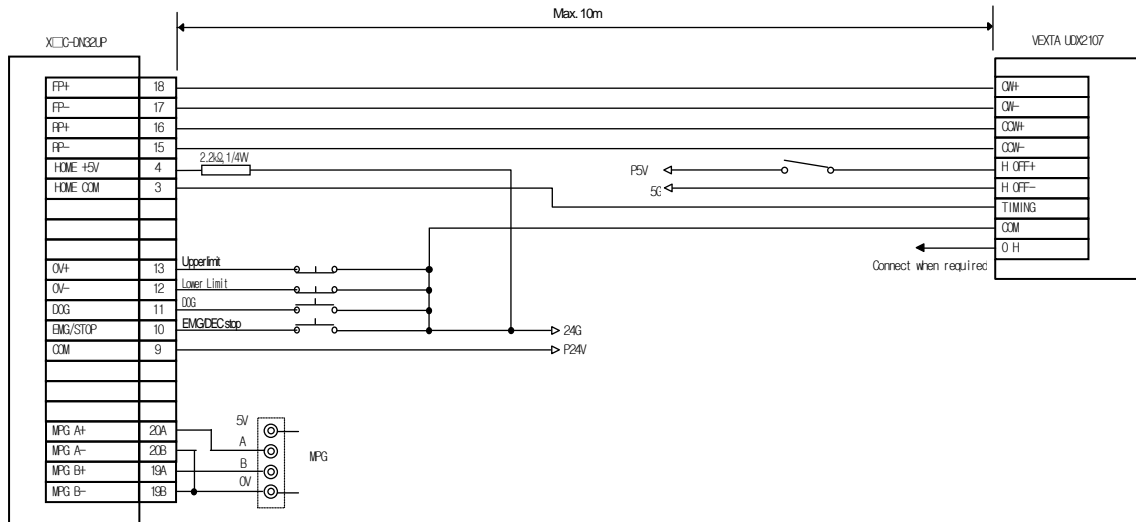 Max. 10m
X□C-DN32UP
VEXTA UDX2107
FP+ 18
CW+
FP- 17
CW-
RP+ 16
CCW+
RP- 15
CCW-
HOME +5V 4
2.2kΩ, 1/4W
P5V
H OFF+
HOME COM 3
5G
H OFF-
TIMING
COM
O H
Connect when required
OV+ 13
Upper limit
OV- 12
Lower Limit
DOG 11
DOG
EMG/STOP 10
EMG/DEC stop
24G
COM 9
P24V
MPG A+ 20A
5V
MPG A- 20B
A
MPG
MPG B+ 19A
B
MPG B- 19B
0V